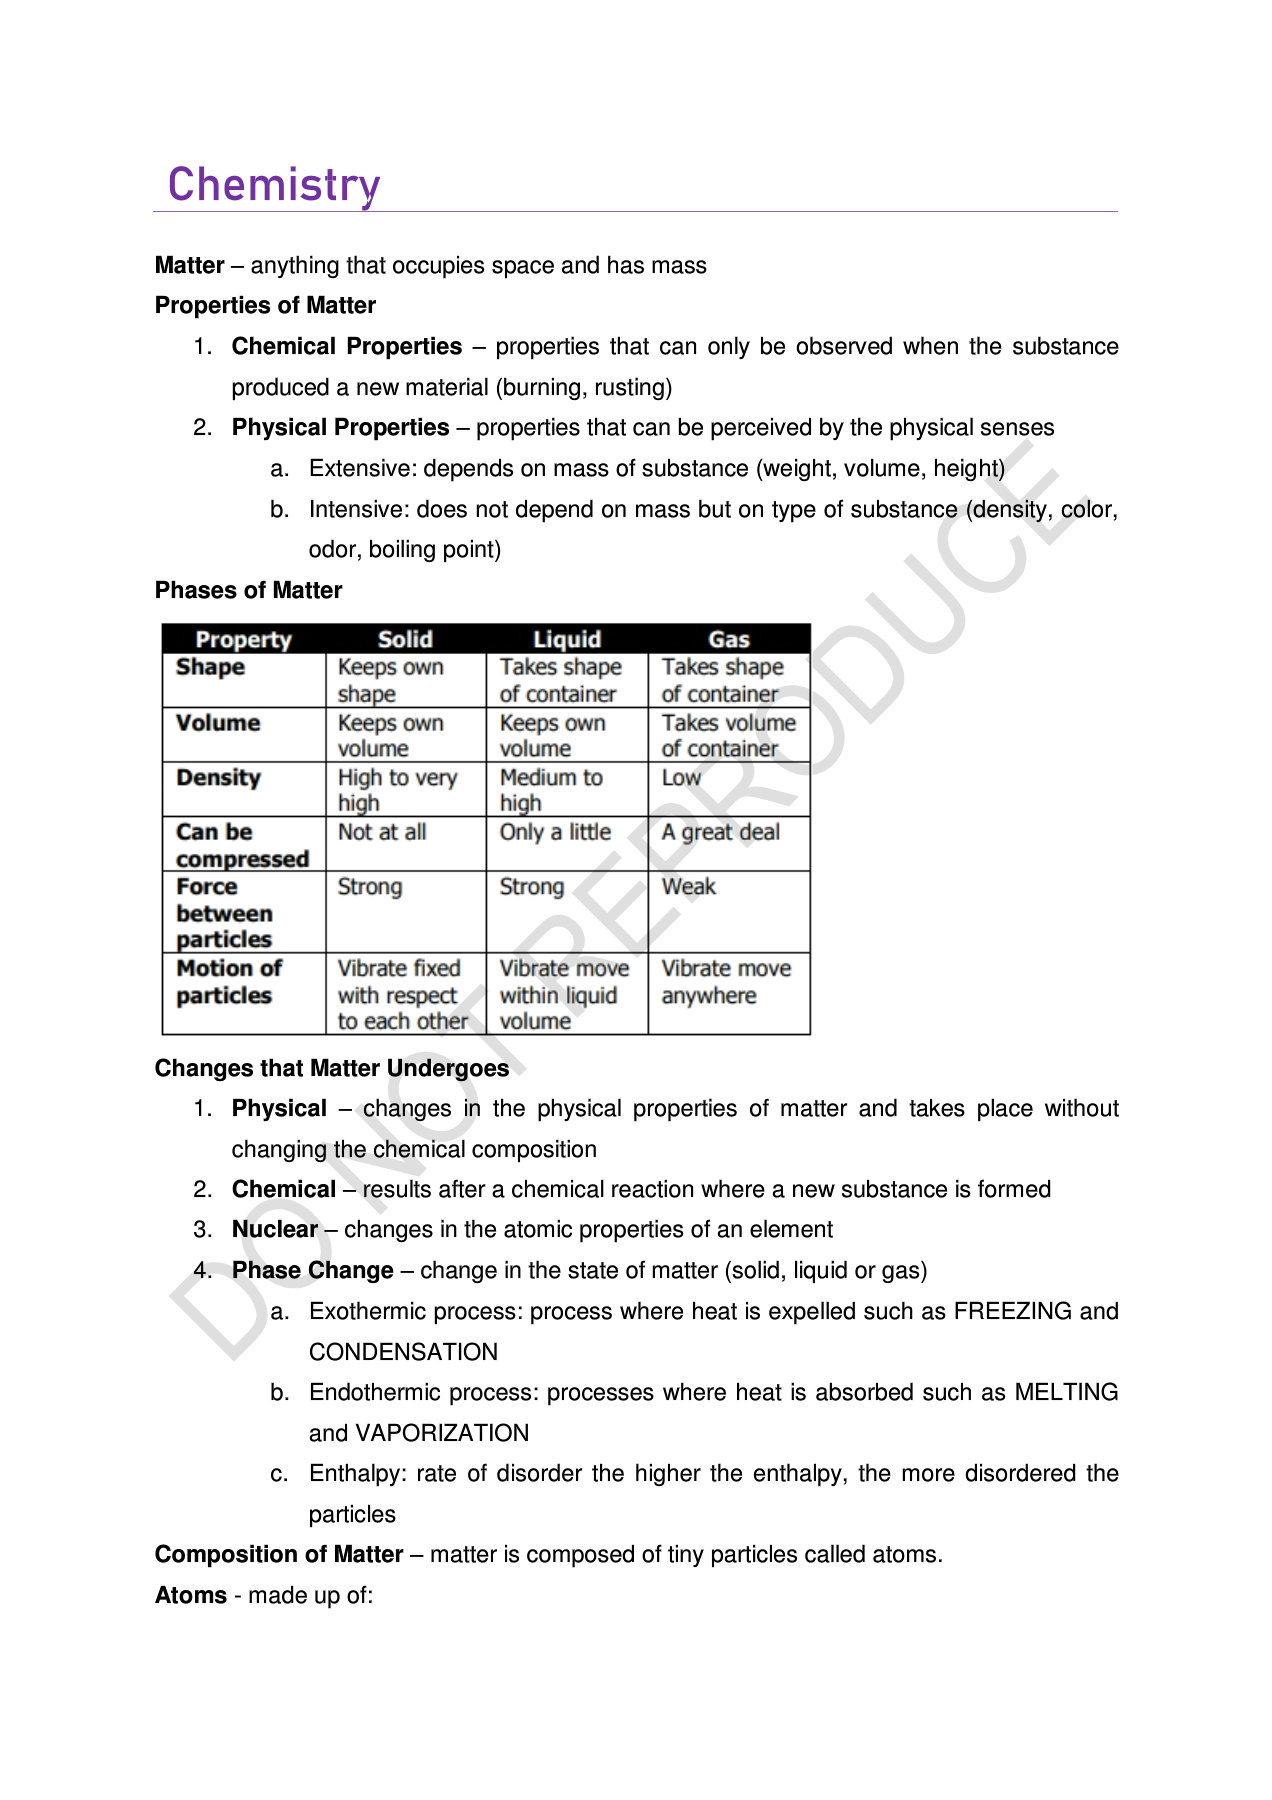 Chemistry
Matter – anything that occupies space and has mass
Properties of Matter
1. Chemical Properties – properties that can only be observed when the substance
produced a new material (burning, rusting)
2. Physical Properties – properties that can be perceived by the physical senses
a. Extensive: depends on mass of substance (weight, volume, height)
b. Intensive: does not depend on mass but on type of substance (density, color,
odor, boiling point)
Phases of Matter
Property Solid Liquid Gas
Shape Keeps own Takes shape Takes shape
shape of container of container
Volume Keeps own Keeps own Takes volume
volume volume of container
Density High to very Medium to Low
high high
Can be Not at all Only a little A great deal
compressed
Force Strong Strong Weak
between
particles
Motion of Vibrate fixed Vibrate move Vibrate move
particles with respect within liquid anywhere
to each other volume
Changes that Matter Undergoes
1. Physical – changes in the physical properties of matter and takes place without
changing the chemical composition
2. Chemical – results after a chemical reaction where a new substance is formed
3. Nuclear – changes in the atomic properties of an element
4. Phase Change – change in the state of matter (solid, liquid or gas)
a. Exothermic process: process where heat is expelled such as FREEZING and
CONDENSATION
b. Endothermic process: processes where heat is absorbed such as MELTING
and VAPORIZATION
c. Enthalpy: rate of disorder the higher the enthalpy, the more disordered the
particles
Composition of Matter – matter is composed of tiny particles called atoms.
Atoms - made up of:
DO NOT REPRODUCE